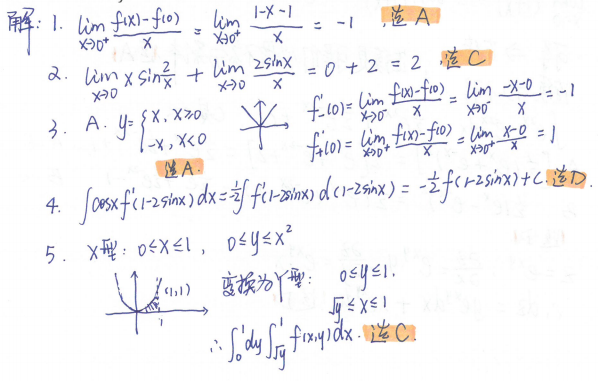 解: 1. lim_{x→0⁺} (f(x)-f(0))/x = lim_{x→0⁺} (1-x-1)/x = -1 选A
2. lim_{x→0} x sin 2/x + lim_{x→0} 2sinx/x = 0 + 2 = 2 选C
3. A. y={x, x≥0 -x, x<0 f'₋(0)=lim_{x→0⁻} (f(x)-f(0))/x = lim_{x→0⁻} (-x-0)/x = -1
f'₊(0)=lim_{x→0⁺} (f(x)-f(0))/x = lim_{x→0⁺} (x-0)/x = 1
选A.
4. ∫cosx f'(1-2sinx) dx = ½∫f'(1-2sinx) d(1-2sinx) = -½f(1-2sinx)+C. 选D
5. X型: 0≤x≤1, 0≤y≤x²
(1,1) 变换为Y型: 0≤y≤1.
1 √y≤x≤1
∴ ∫₀¹dy∫_{√y}^1 f(x,y)dx. 选C